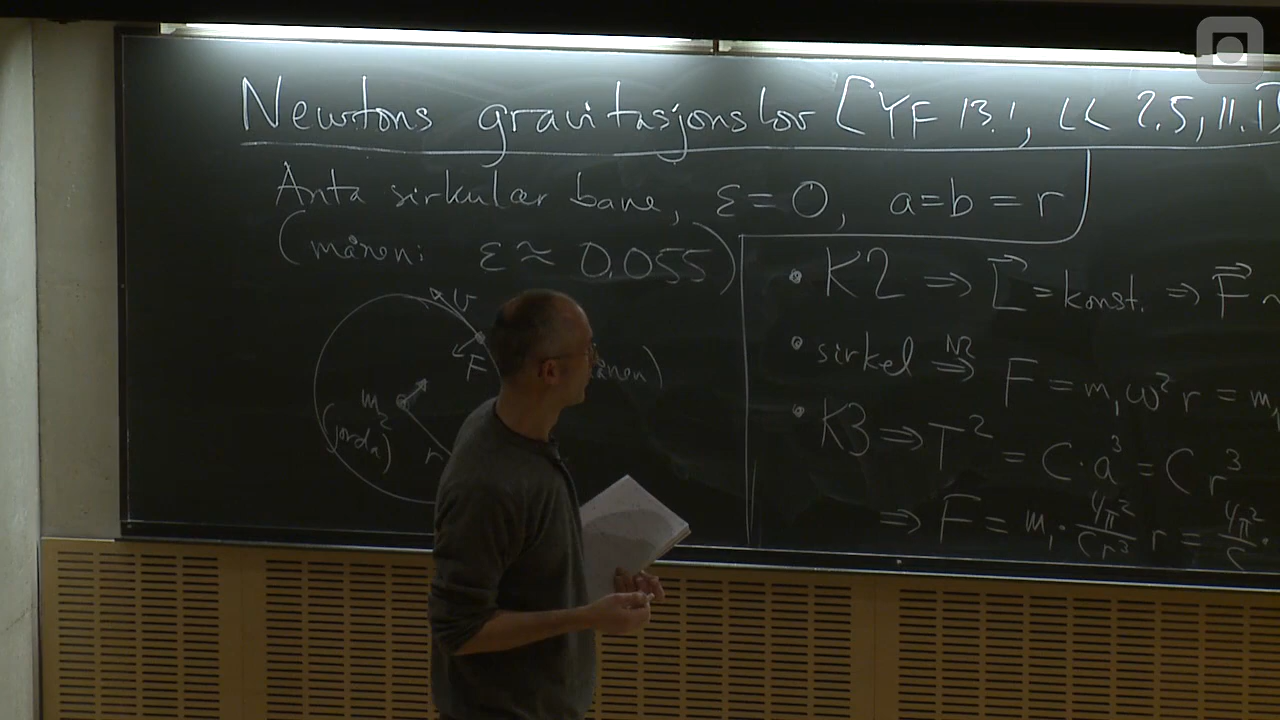 Newtons gravitasjonslov [YF 13.1, LL 2.5, 11.1]
Anta sirkulær bane, ε=0, a=b=r
(månen: ε≈0,055)
v
F
m₂
(jorda)
r
• K2 ⇒ L⃗ = konst. ⇒ F⃗ ~
• sirkel N2⇒ F = m₁ω²r = m₁
• K3 ⇒ T² = C·a³ = C r³
⇒ F = m₁· 4π²/Cr³ r = 4π²/C ·